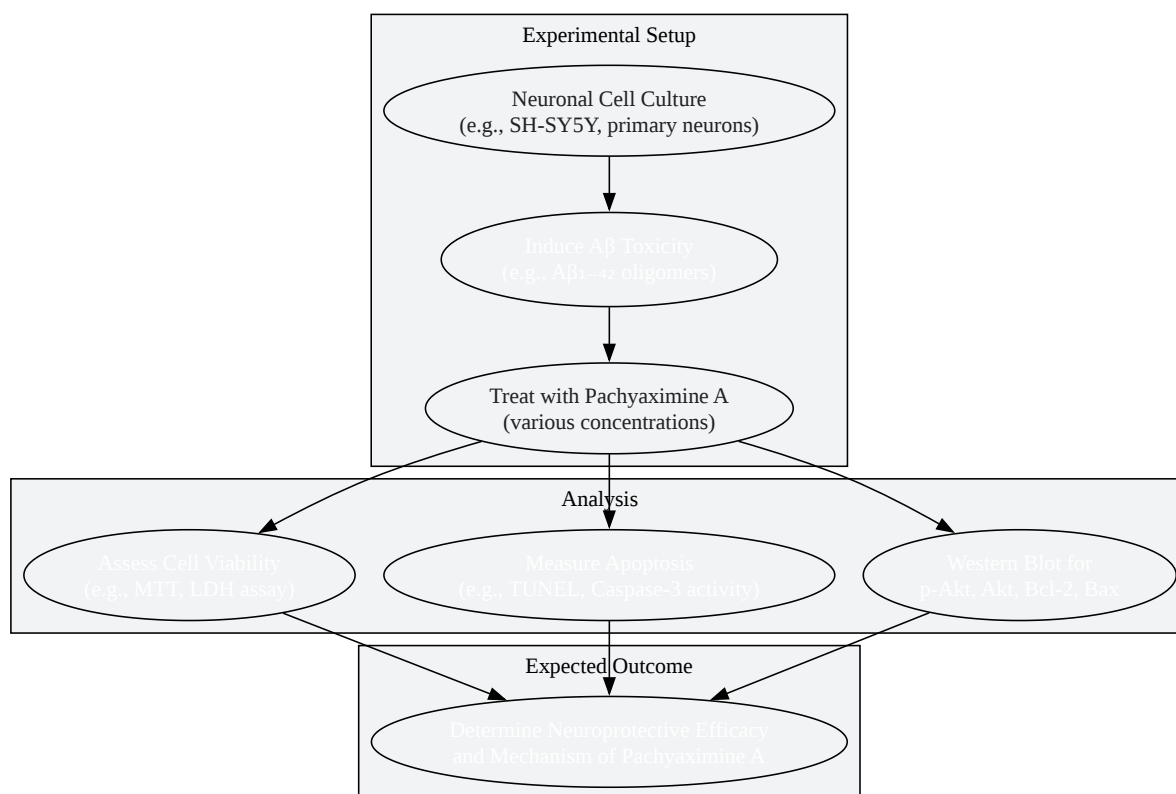 Experimental Setup
Neuronal Cell Culture
(e.g., SH-SY5Y, primary neurons)
Induce Aβ Toxicity
(e.g., Aβ₁₋₄₂ oligomers)
Treat with Pachyaximine A
(various concentrations)
Analysis
Assess Cell Viability
(e.g., MTT, LDH assay)
Measure Apoptosis
(e.g., TUNEL, Caspase-3 activity)
Western Blot for
p-Akt, Akt, Bcl-2, Bax
Expected Outcome
Determine Neuroprotective Efficacy
and Mechanism of Pachyaximine A